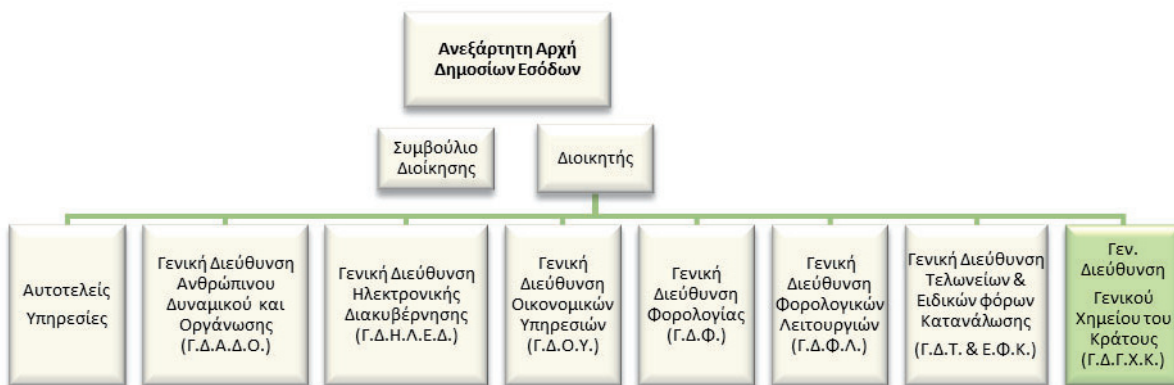 Ανεξάρτητη Αρχή
Δημοσίων Εσόδων
Συμβούλιο
Διοίκησης
Διοικητής
Αυτοτελείς
Υπηρεσίες
Γενική Διεύθυνση
Ανθρώπινου
Δυναμικού και
Οργάνωσης
(Γ.Δ.Α.Δ.Ο.)
Γενική Διεύθυνση
Ηλεκτρονικής
Διακυβέρνησης
(Γ.Δ.Η.Λ.Ε.Δ.)
Γενική
Διεύθυνση
Οικονομικών
Υπηρεσιών
(Γ.Δ.Ο.Υ.)
Γενική
Διεύθυνση
Φορολογίας
(Γ.Δ.Φ.)
Γενική
Διεύθυνση
Φορολογικών
Λειτουργιών
(Γ.Δ.Φ.Λ.)
Γενική Διεύθυνση
Τελωνείων &
Ειδικών φόρων
Κατανάλωσης
(Γ.Δ.Τ. & Ε.Φ.Κ.)
Γεν.
Διεύθυνση
Γενικού
Χημείου του
Κράτους
(Γ.Δ.Γ.Χ.Κ.)